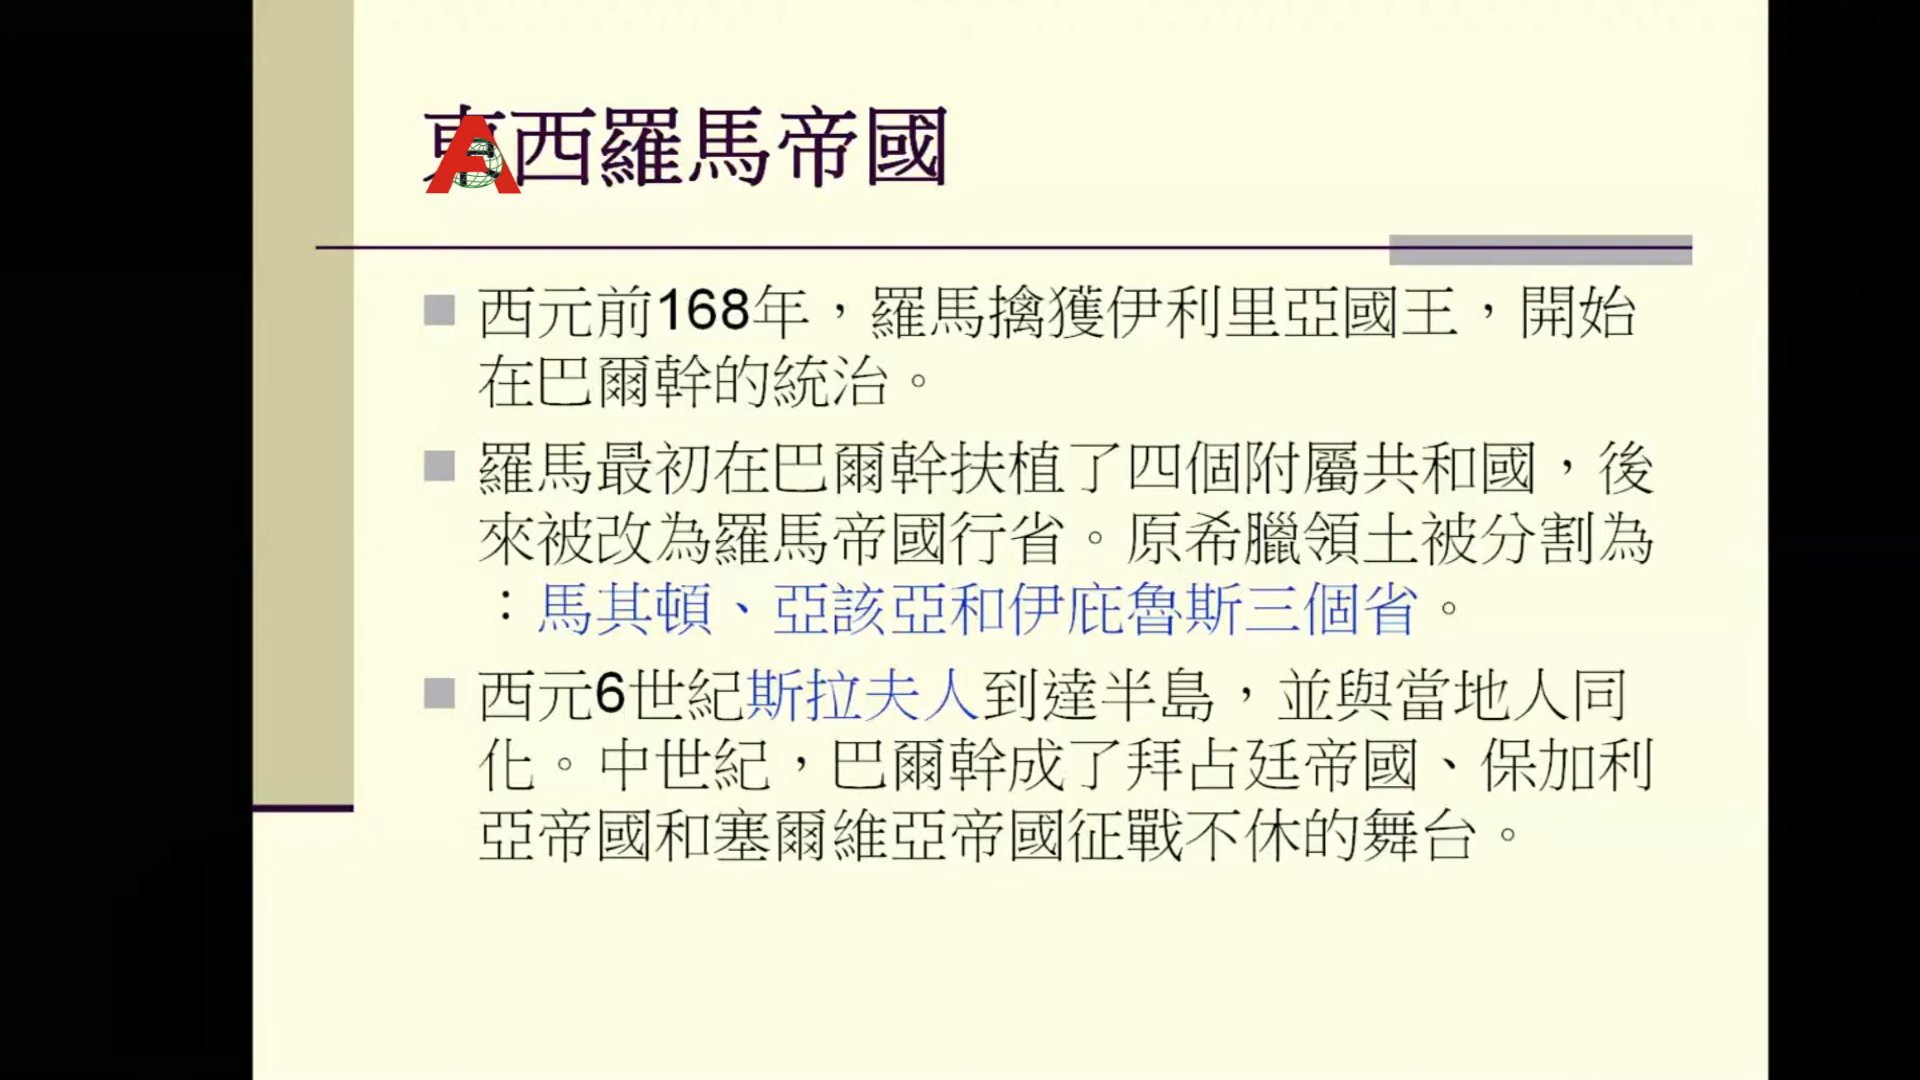 東西羅馬帝國
西元前168年，羅馬擒獲伊利里亞國王，開始
在巴爾幹的統治。
羅馬最初在巴爾幹扶植了四個附屬共和國，後
來被改為羅馬帝國行省。原希臘領土被分割為
：馬其頓、亞該亞和伊庇魯斯三個省。
西元6世紀斯拉夫人到達半島，並與當地人同
化。中世紀，巴爾幹成了拜占廷帝國、保加利
亞帝國和塞爾維亞帝國征戰不休的舞台。